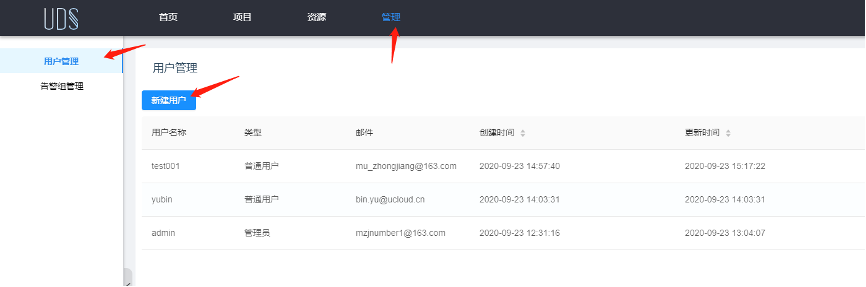 UDS 首页 项目 资源 管理
用户管理
告警组管理
用户管理
新建用户
用户名称 类型 邮件 创建时间 更新时间
test001 普通用户 mu_zhongjiang@163.com 2020-09-23 14:57:40 2020-09-23 15:17:22
yubin 普通用户 bin.yu@ucloud.cn 2020-09-23 14:03:31 2020-09-23 14:03:31
admin 管理员 mzjnumber1@163.com 2020-09-23 12:31:16 2020-09-23 13:04:07